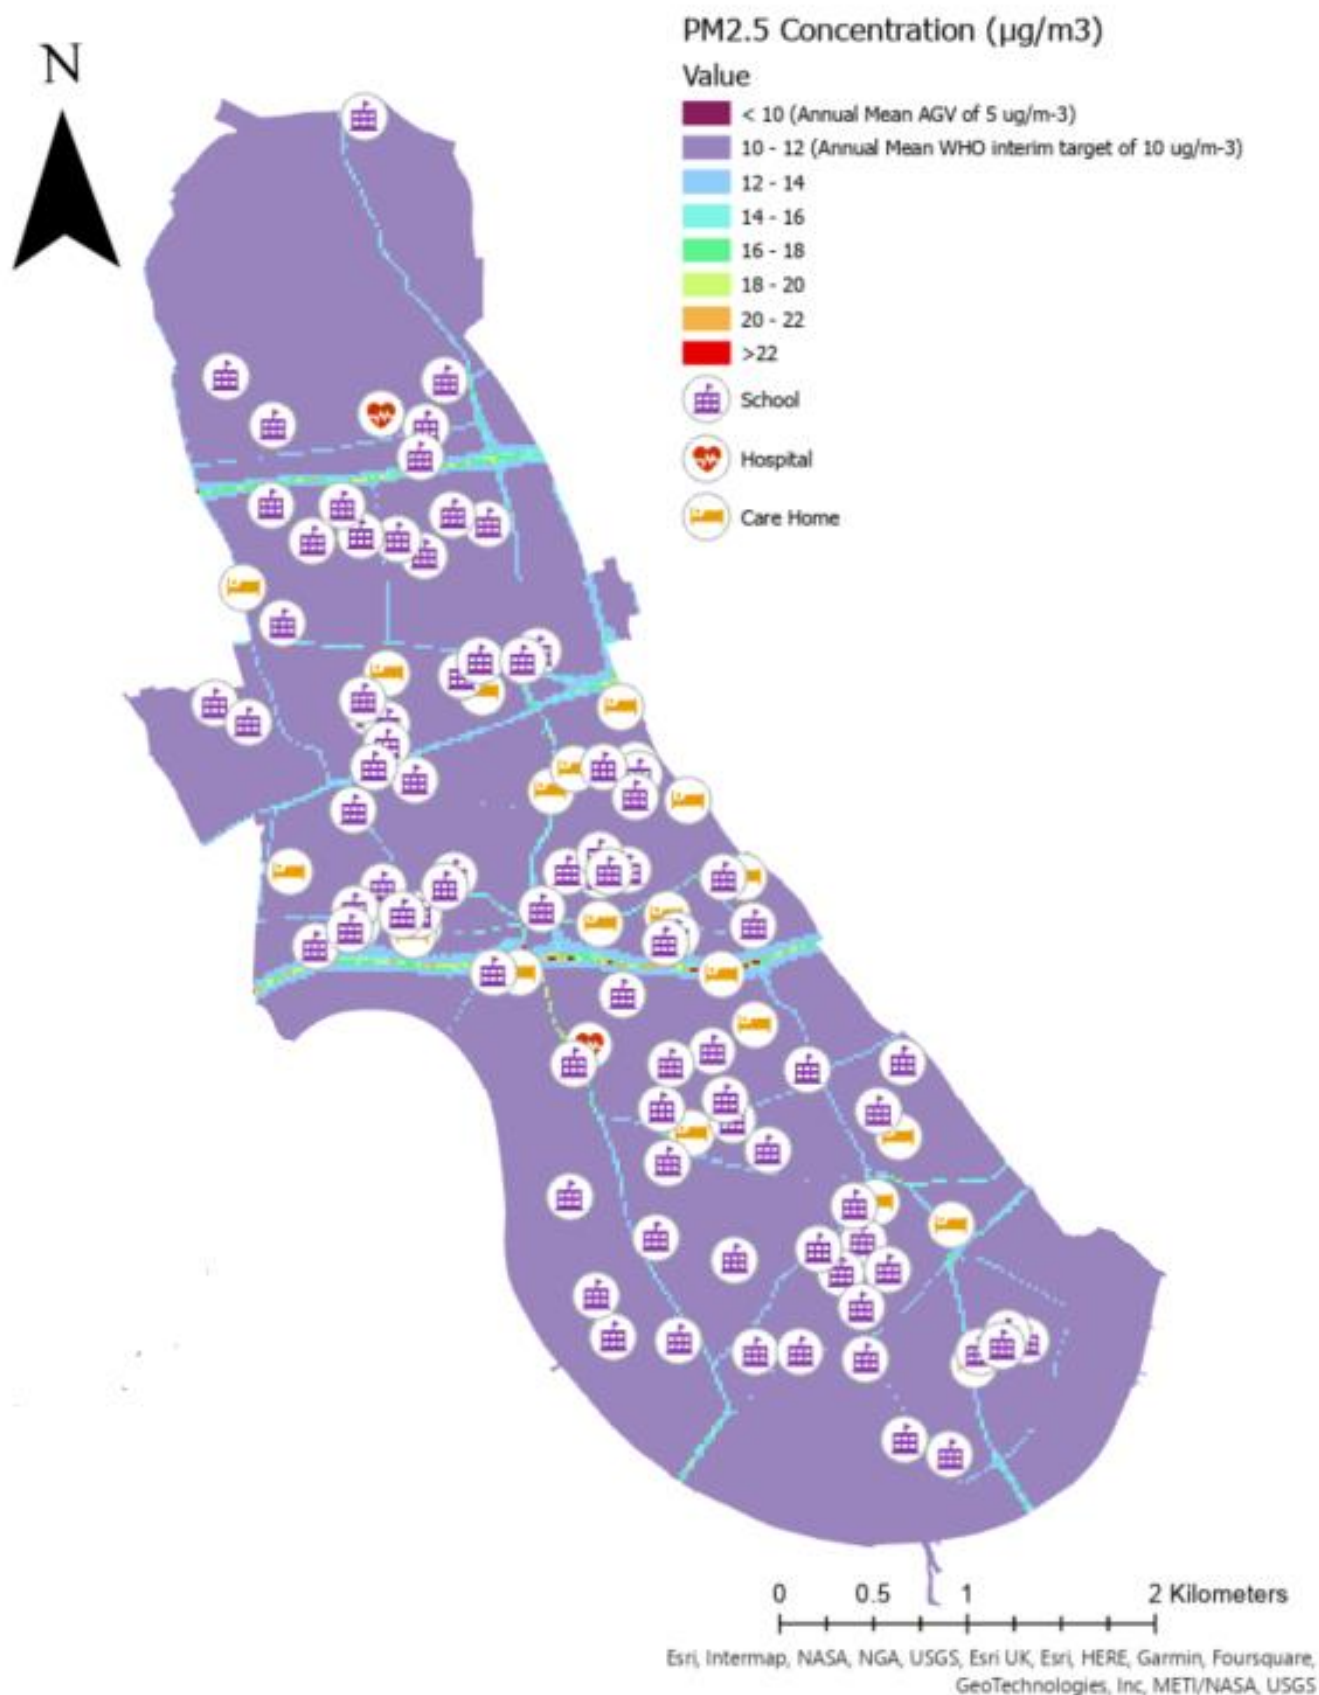 N
PM2.5 Concentration (µg/m3)
Value
< 10 (Annual Mean AGV of 5 ug/m-3)
10 - 12 (Annual Mean WHO interim target of 10 ug/m-3)
12 - 14
14 - 16
16 - 18
18 - 20
20 - 22
>22
School
Hospital
Care Home
0 0.5 1 2 Kilometers
Esri, Intermap, NASA, NGA, USGS, Esri UK, Esri, HERE, Garmin, Foursquare,
GeoTechnologies, Inc, METI/NASA, USGS